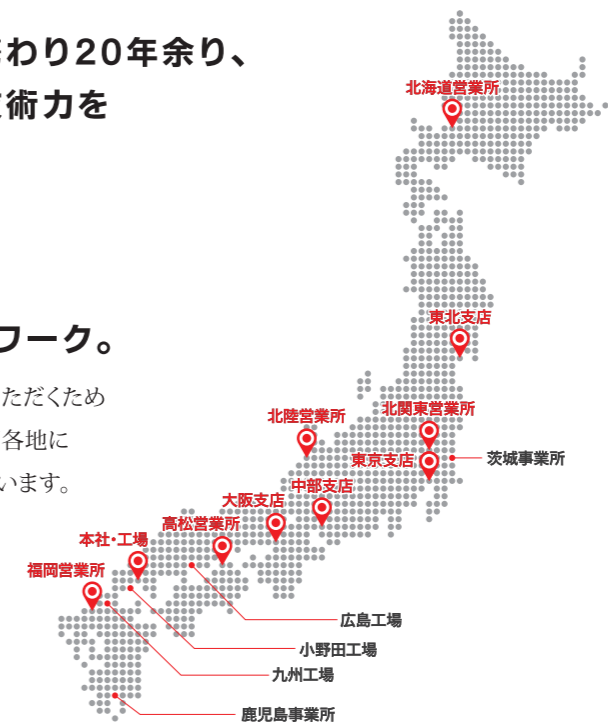 わり20年余り、
術力を
ワーク。
ただくため
各地に
います。
北海道営業所
東北支店
北関東営業所
北陸営業所
東京支店
茨城事業所
中部支店
大阪支店
高松営業所
本社・工場
福岡営業所
広島工場
小野田工場
九州工場
鹿児島事業所